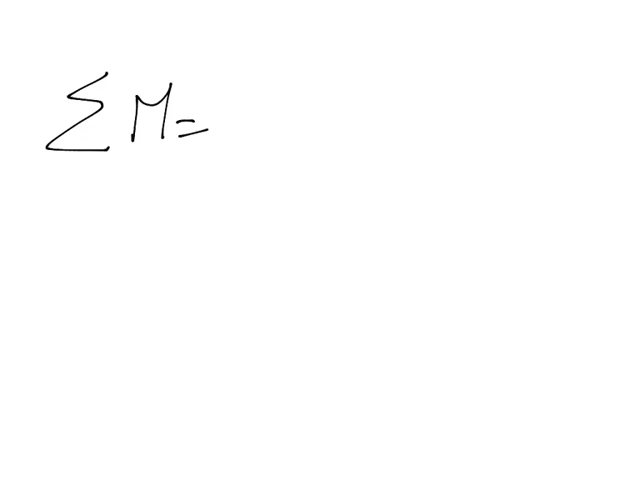 ∑ M =